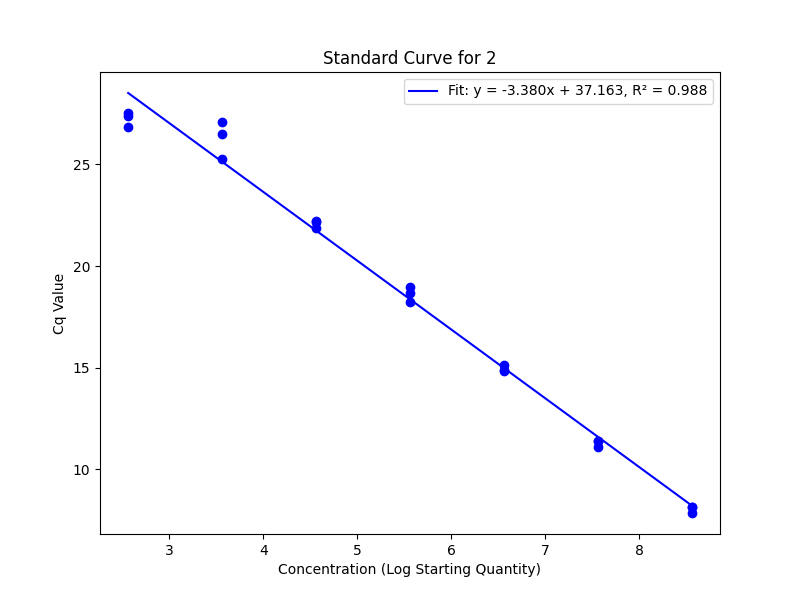 Standard Curve for 2
Fit: y = -3.380x + 37.163, R² = 0.988
Cq Value
25
20
15
10
3 4 5 6 7 8
Concentration (Log Starting Quantity)